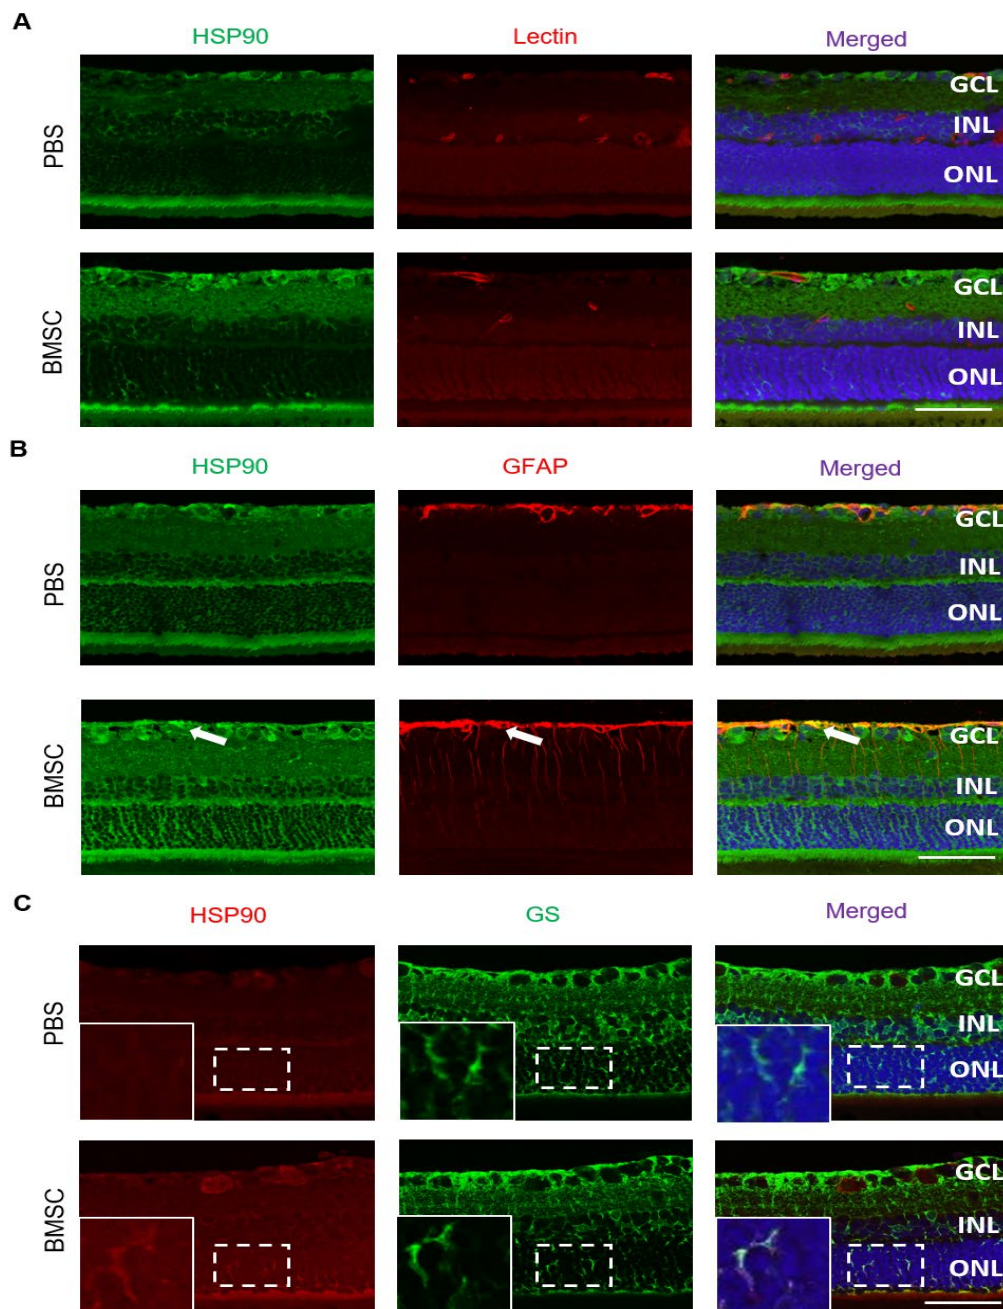 A
HSP90 Lectin Merged
PBS
GCL
INL
ONL
BMSC
GCL
INL
ONL
B
HSP90 GFAP Merged
PBS
GCL
INL
ONL
BMSC
GCL
INL
ONL
C
HSP90 GS Merged
PBS
GCL
INL
ONL
BMSC
GCL
INL
ONL